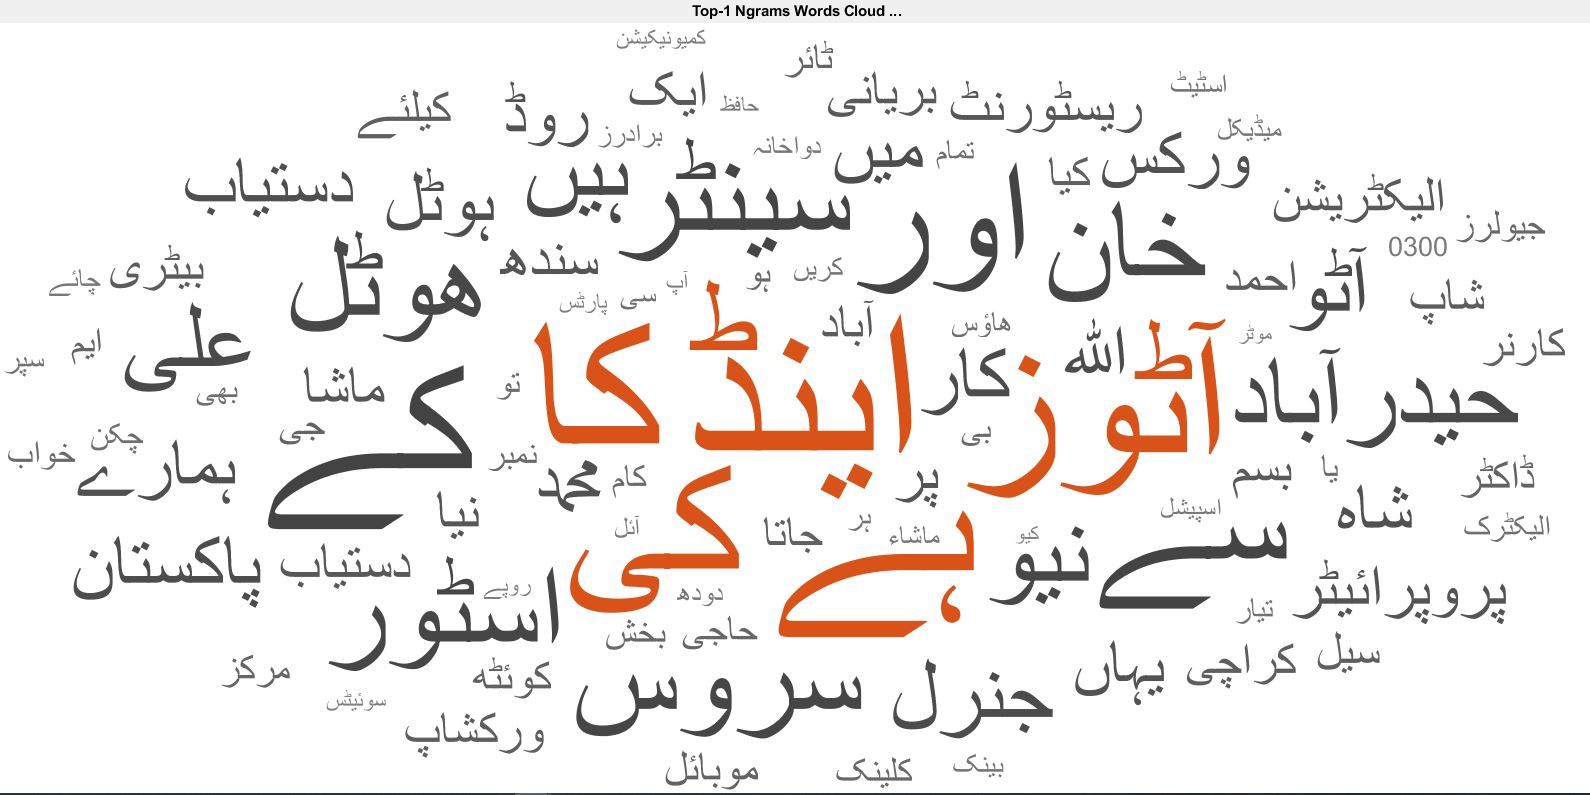 Top-1 Ngrams Words Cloud ...
کمیونیکیشن
ٹائر
اسٹیٹ
بریانی
ایک
کیلئے
روڈ
حافظ
ریسٹورنٹ
میڈیکل
برادرز
دواخانہ
میں
تمام
ورکس
کیا
دستیاب
ہوٹل
ہیں
سینٹر
اور
خان
الیکٹریشن
جیولرز
0300
چائے
بیٹری
ھوٹل
سندھ
پارٹس
سی
آپ
ہو
کریں
احمد
آٹو
شاپ
سپر
ایم
علی
بھی
ماشا
تو
کا
اینڈ
آباد
ھاؤس
کار
اللہ
آٹوز
موٹر
حیدرآباد
کارنر
خواب
چکن
ہمارے
جی
کے
نمبر
محمد
کام
بی
پر
بسم
یا
ڈاکٹر
نیا
آئل
کی
جاتا
ہر
ماشاء
ہے
کیو
نیو
اسپیشل
سے
شاہ
الیکٹرک
پاکستان
دستیاب
اسٹور
روپے
دودھ
تیار
پروپرائیٹر
بخش
حاجی
مرکز
کوئٹه
سوئیٹس
سروس
جنرل
یہاں
کراچی
سیل
ورکشاپ
موبائل
کلینک
بینک